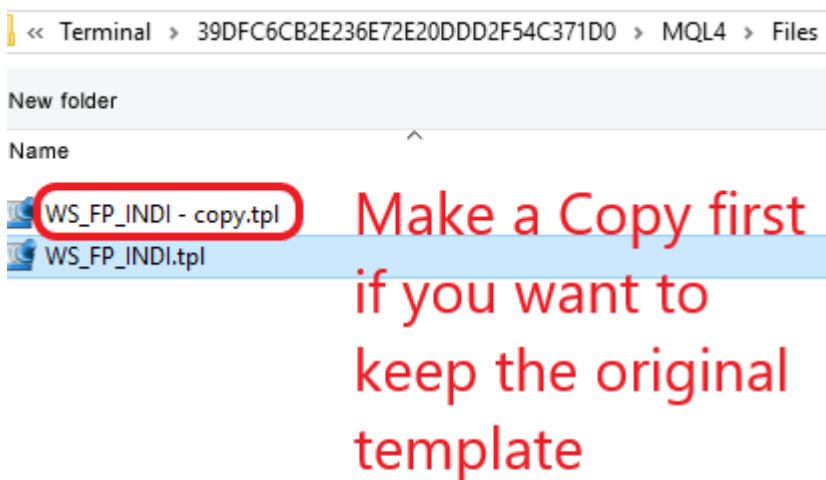 « Terminal > 39DFC6CB2E236E72E20DDD2F54C371D0 > MQL4 > Files
New folder
Name
WS_FP_INDI - copy.tpl
WS_FP_INDI.tpl
Make a Copy first
if you want to
keep the original
template